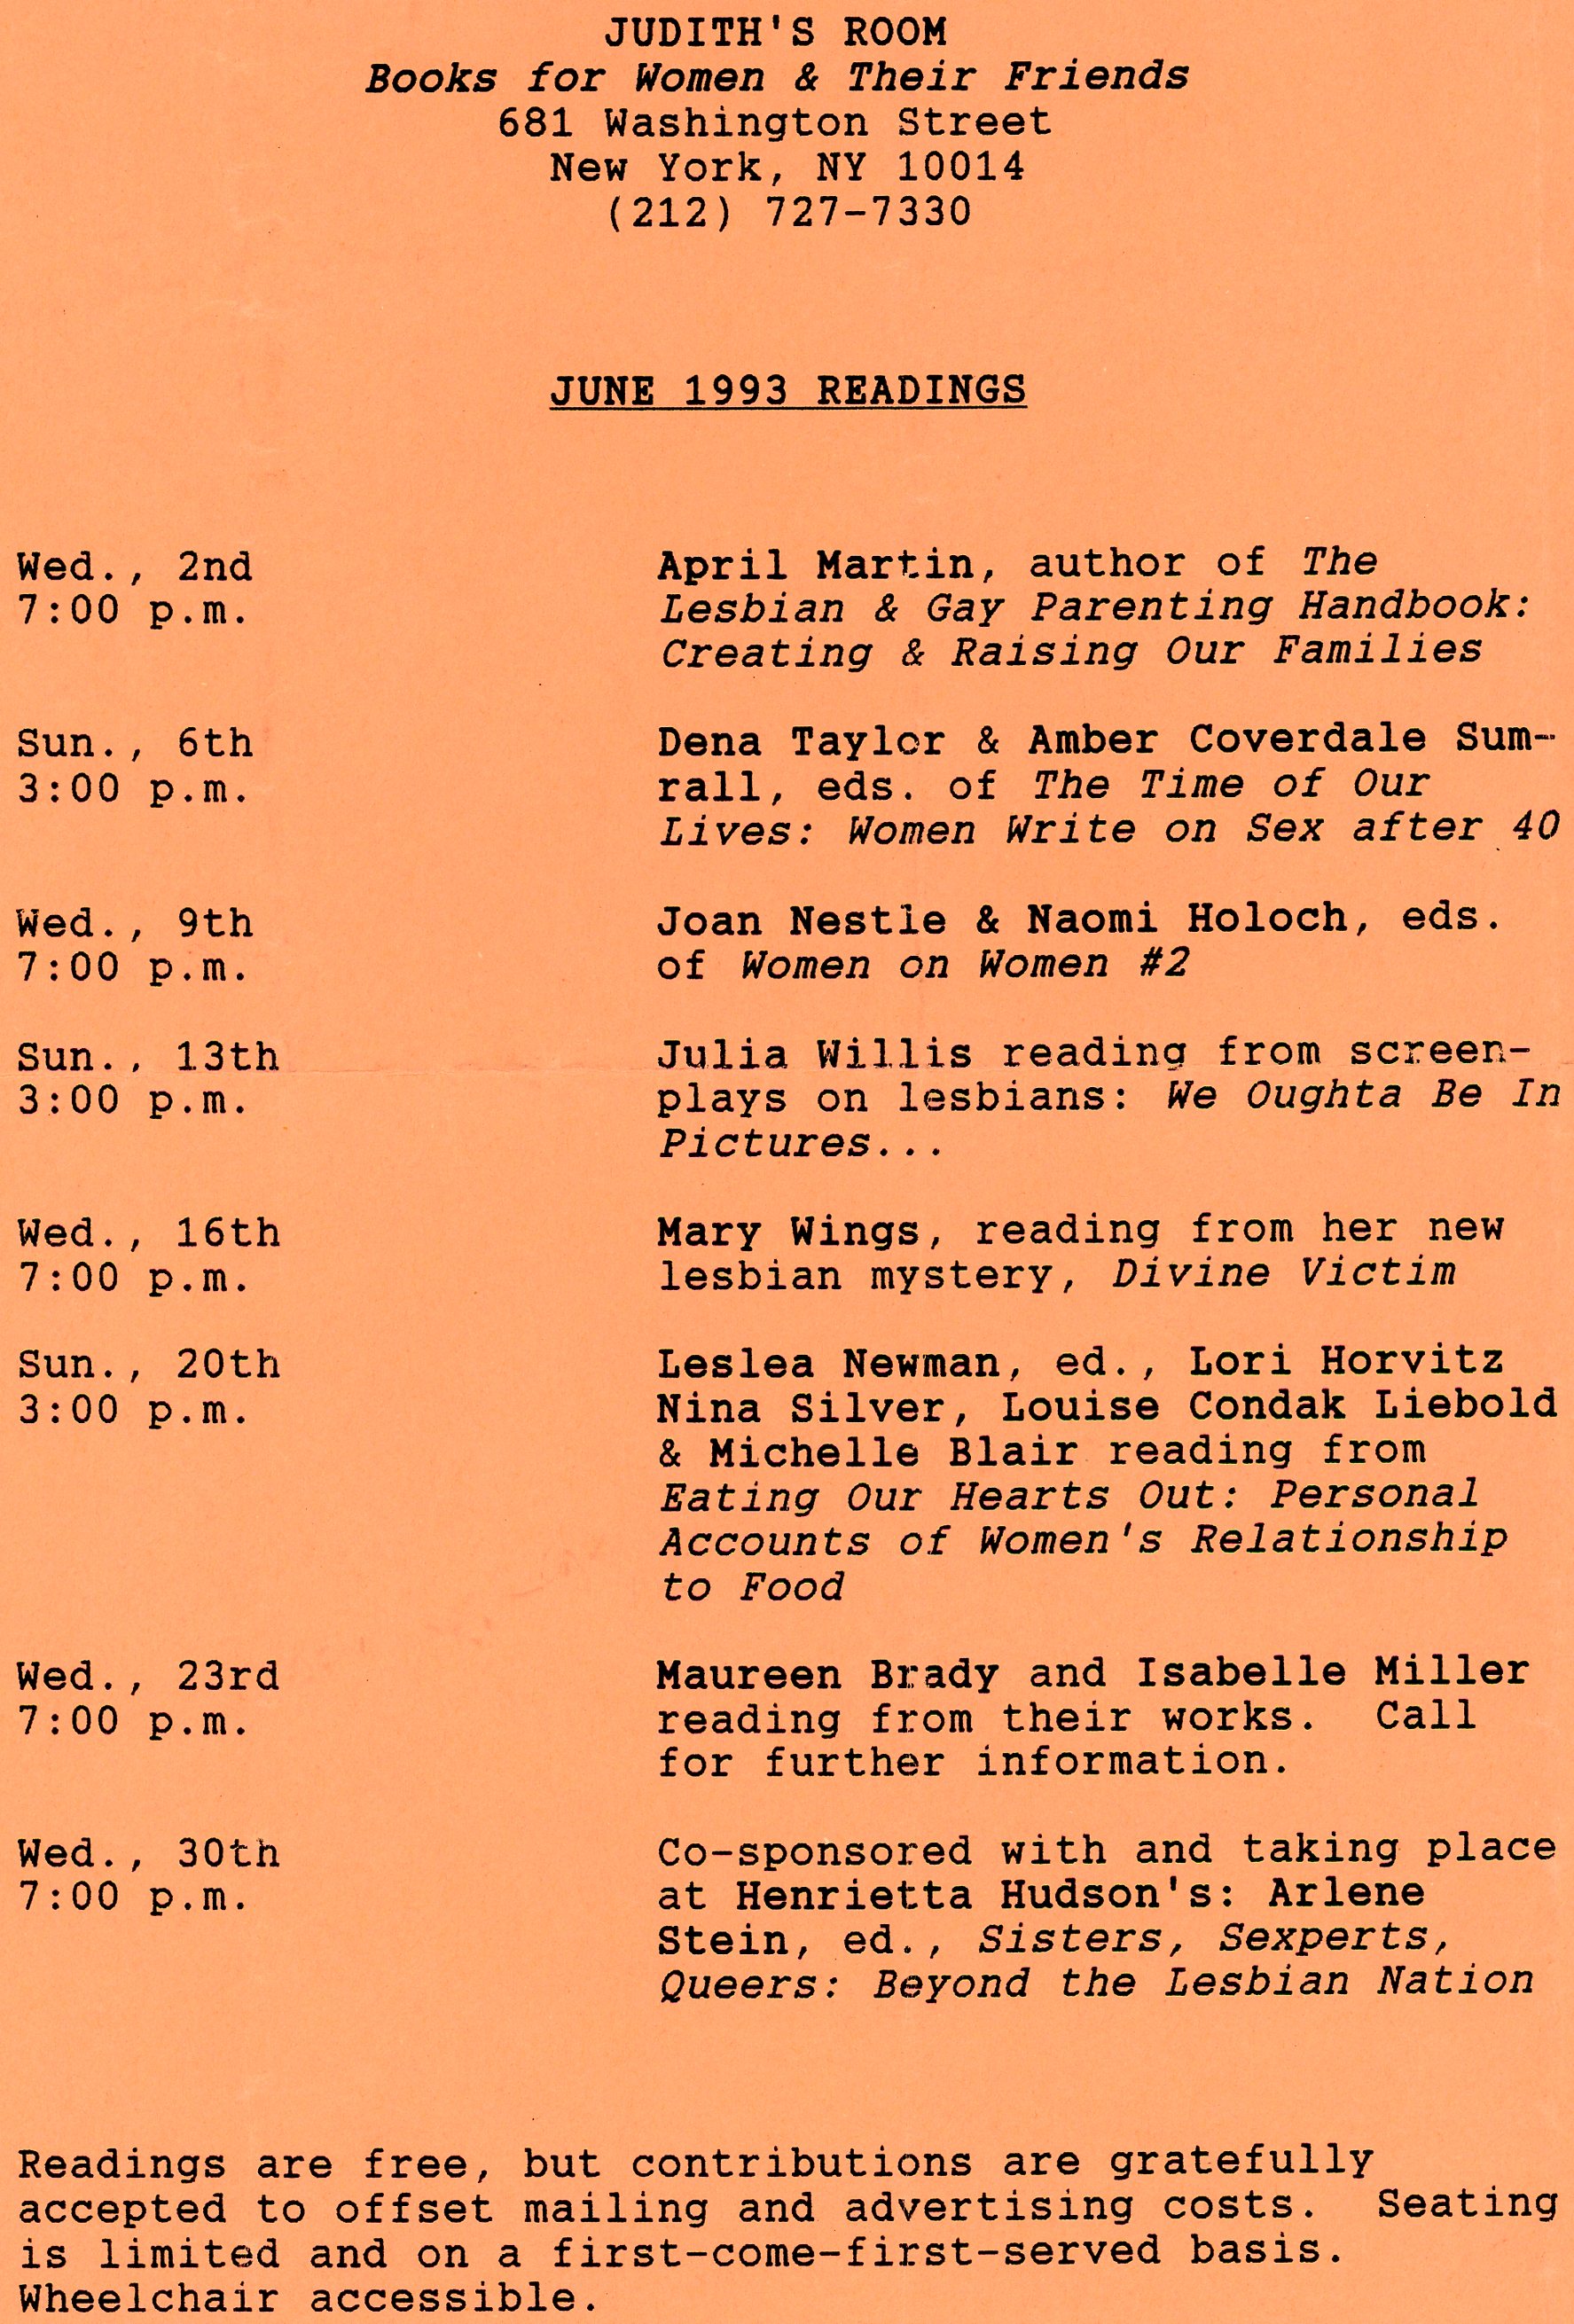 JUDITH'S ROOM
Books for Women & Their Friends
681 Washington Street
New York, NY 10014
(212) 727-7330
JUNE 1993 READINGS
Wed., 2nd
7:00 p.m.
April Martin, author of The
Lesbian & Gay Parenting Handbook:
Creating & Raising Our Families
Sun., 6th
3:00 p.m.
Dena Taylor & Amber Coverdale Sum-
rall, eds. of The Time of Our
Lives: Women Write on Sex after 40
Wed., 9th
7:00 p.m.
Joan Nestle & Naomi Holoch, eds.
of Women on Women #2
Sun., 13th
3:00 p.m.
Julia Willis reading from screen-
plays on lesbians: We Oughta Be In
Pictures...
Wed., 16th
7:00 p.m.
Mary Wings, reading from her new
lesbian mystery, Divine Victim
Sun., 20th
3:00 p.m.
Leslea Newman, ed., Lori Horvitz
Nina Silver, Louise Condak Liebold
& Michelle Blair reading from
Eating Our Hearts Out: Personal
Accounts of Women's Relationship
to Food
Wed., 23rd
7:00 p.m.
Maureen Brady and Isabelle Miller
reading from their works.  Call
for further information.
Wed., 30th
7:00 p.m.
Co-sponsored with and taking place
at Henrietta Hudson's: Arlene
Stein, ed., Sisters, Sexperts,
Queers: Beyond the Lesbian Nation
Readings are free, but contributions are gratefully
accepted to offset mailing and advertising costs.  Seating
is limited and on a first-come-first-served basis.
Wheelchair accessible.